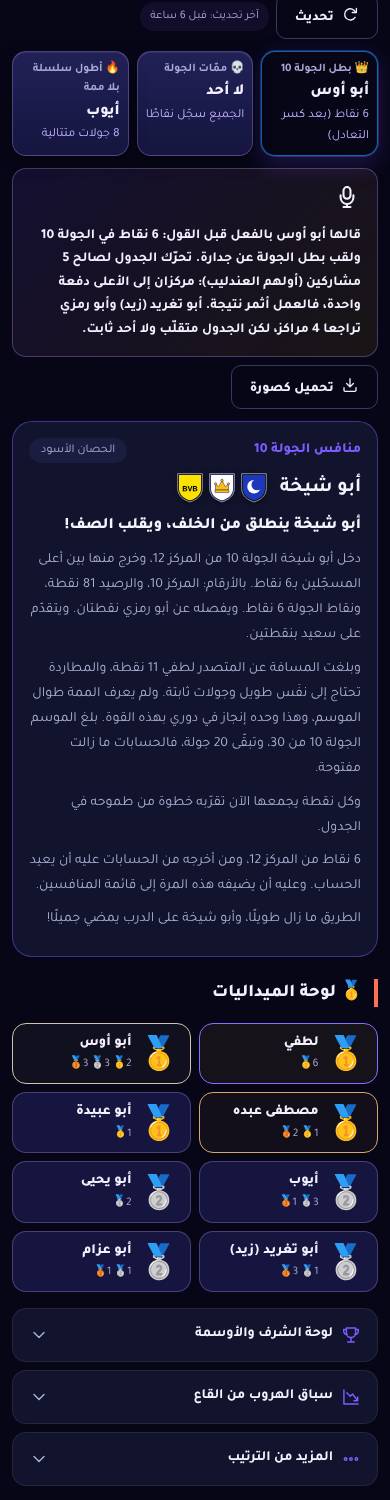 تحديث
آخر تحديث: قبل 6 ساعة
👑 بطل الجولة 10
أبو أوس
6 نقاط (بعد كسر
التعادل)
💀 ممّات الجولة
لا أحد
الجميع سجّل نقاطًا
🔥 أطول سلسلة
بلا ممة
أيوب
8 جولات متتالية
قالها أبو أوس بالفعل قبل القول: 6 نقاط في الجولة 10
ولقب بطل الجولة عن جدارة. تحرّك الجدول لصالح 5
مشاركين (أولهم العندليب): مركزان إلى الأعلى دفعة
واحدة، فالعمل أثمر نتيجة. أبو تغريد (زيد) وأبو رمزي
تراجعا 4 مراكز، لكن الجدول متقلّب ولا أحد ثابت.
تحميل كصورة
منافس الجولة 10
الحصان الأسود
أبو شيخة
BVB
أبو شيخة ينطلق من الخلف، ويقلب الصف!
دخل أبو شيخة الجولة 10 من المركز 12، وخرج منها بين أعلى
المسجّلين بـ6 نقاط. بالأرقام: المركز 10، والرصيد 81 نقطة،
ونقاط الجولة 6 نقاط. ويفصله عن أبو رمزي نقطتان. ويتقدّم
على سعيد بنقطتين.
وبلغت المسافة عن المتصدر لطفي 11 نقطة، والمطاردة
تحتاج إلى نفَس طويل وجولات ثابتة. ولم يعرف الممة طوال
الموسم، وهذا وحده إنجاز في دوري بهذه القوة. بلغ الموسم
الجولة 10 من 30، وتبقّى 20 جولة، فالحسابات ما زالت
مفتوحة.
وكل نقطة يجمعها الآن تقرّبه خطوة من طموحه في
الجدول.
6 نقاط من المركز 12، ومن أخرجه من الحسابات عليه أن يعيد
الحساب. وعليه أن يضيفه هذه المرة إلى قائمة المنافسين.
الطريق ما زال طويلًا، وأبو شيخة على الدرب يمضي جميلًا!
🏅 لوحة الميداليات
لطفي
6🥇
أبو أوس
2🥇 3🥈 3🥉
مصطفى عبده
1🥇 2🥉
أبو عبيدة
1🥇
أيوب
3🥈 1🥉
أبو يحيى
2🥈
أبو تغريد (زيد)
1🥈 3🥉
أبو عزام
1🥈 1🥉
لوحة الشرف والأوسمة
سباق الهروب من القاع
المزيد من الترتيب